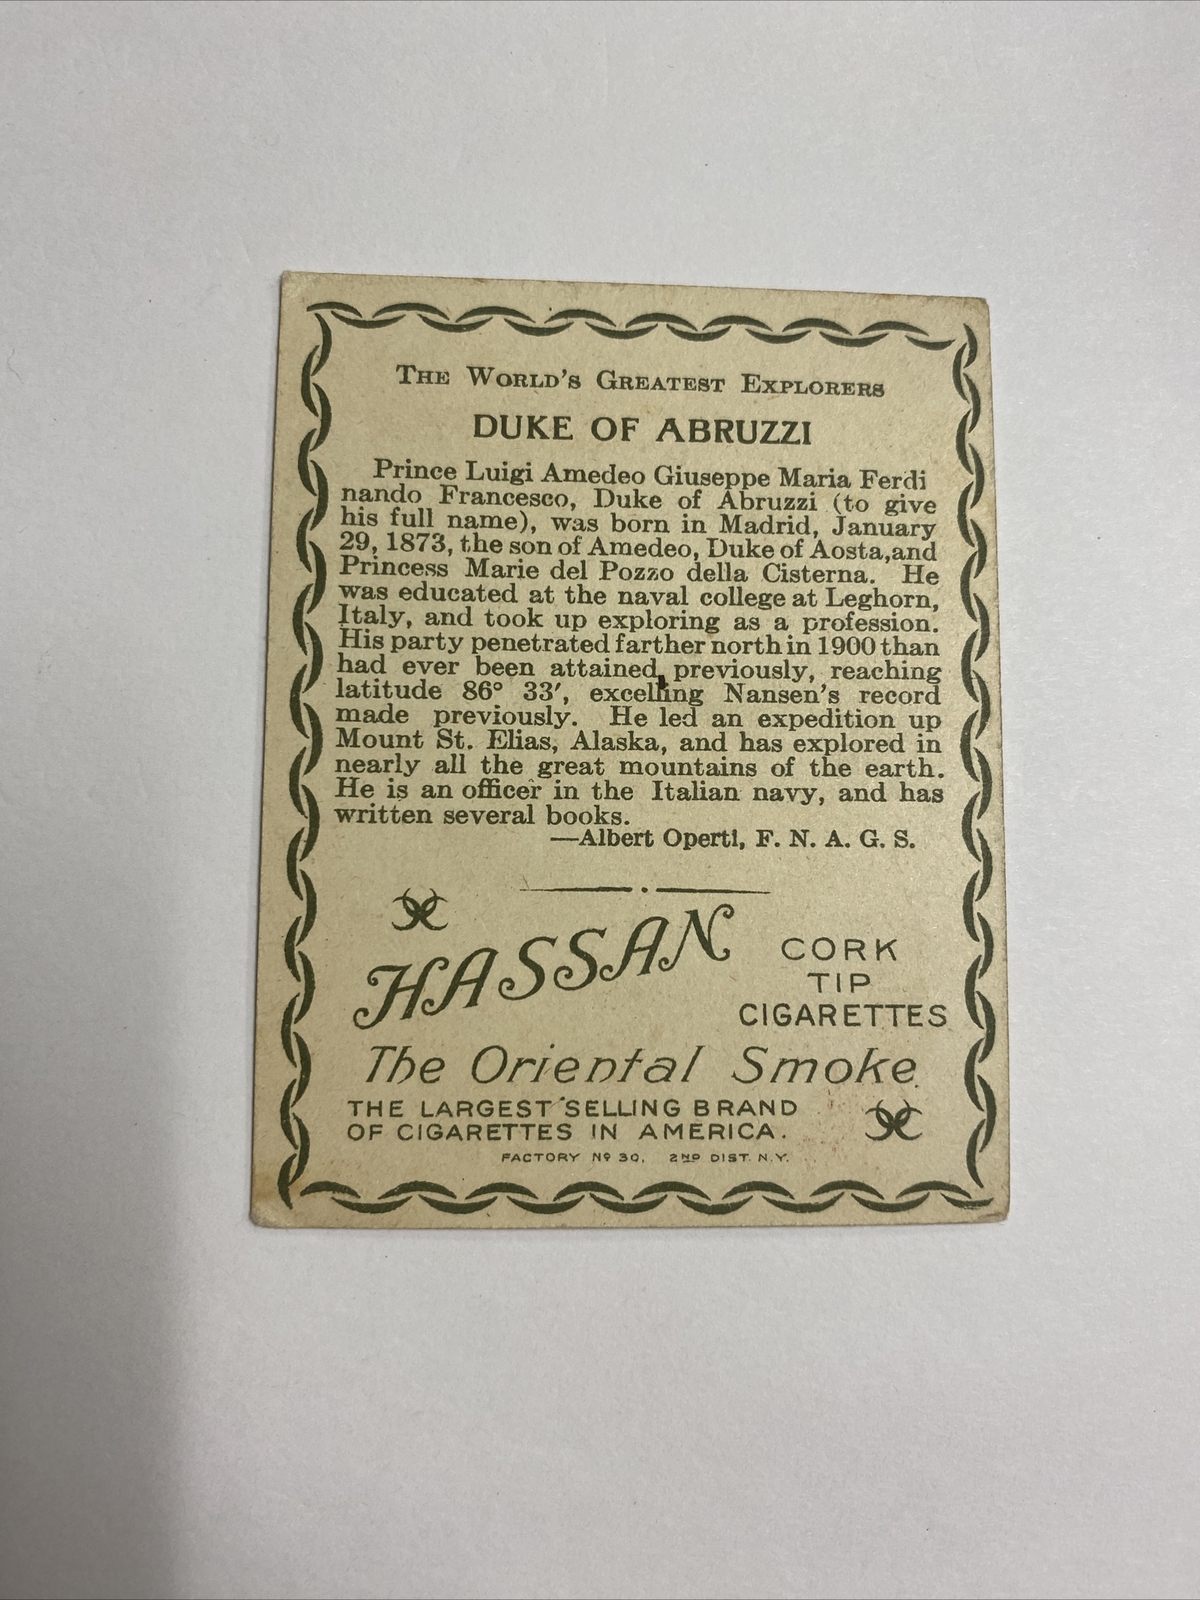 The World's Greatest Explorers
DUKE OF ABRUZZI
Prince Luigi Amedeo Giuseppe Maria Ferdi
nando Francesco, Duke of Abruzzi (to give
his full name), was born in Madrid, January
29, 1873, the son of Amedeo, Duke of Aosta,and
Princess Marie del Pozzo della Cisterna. He
was educated at the naval college at Leghorn,
Italy, and took up exploring as a profession.
His party penetrated farther north in 1900 than
had ever been attained previously, reaching
latitude 86° 33′, excelling Nansen's record
made previously. He led an expedition up
Mount St. Elias, Alaska, and has explored in
nearly all the great mountains of the earth.
He is an officer in the Italian navy, and has
written several books.
—Albert Operti, F. N. A. G. S.
HASSAN
CORK
TIP
CIGARETTES
The Oriental Smoke
THE LARGEST SELLING BRAND
OF CIGARETTES IN AMERICA.
FACTORY Nº 30. 2ND DIST. N.Y.